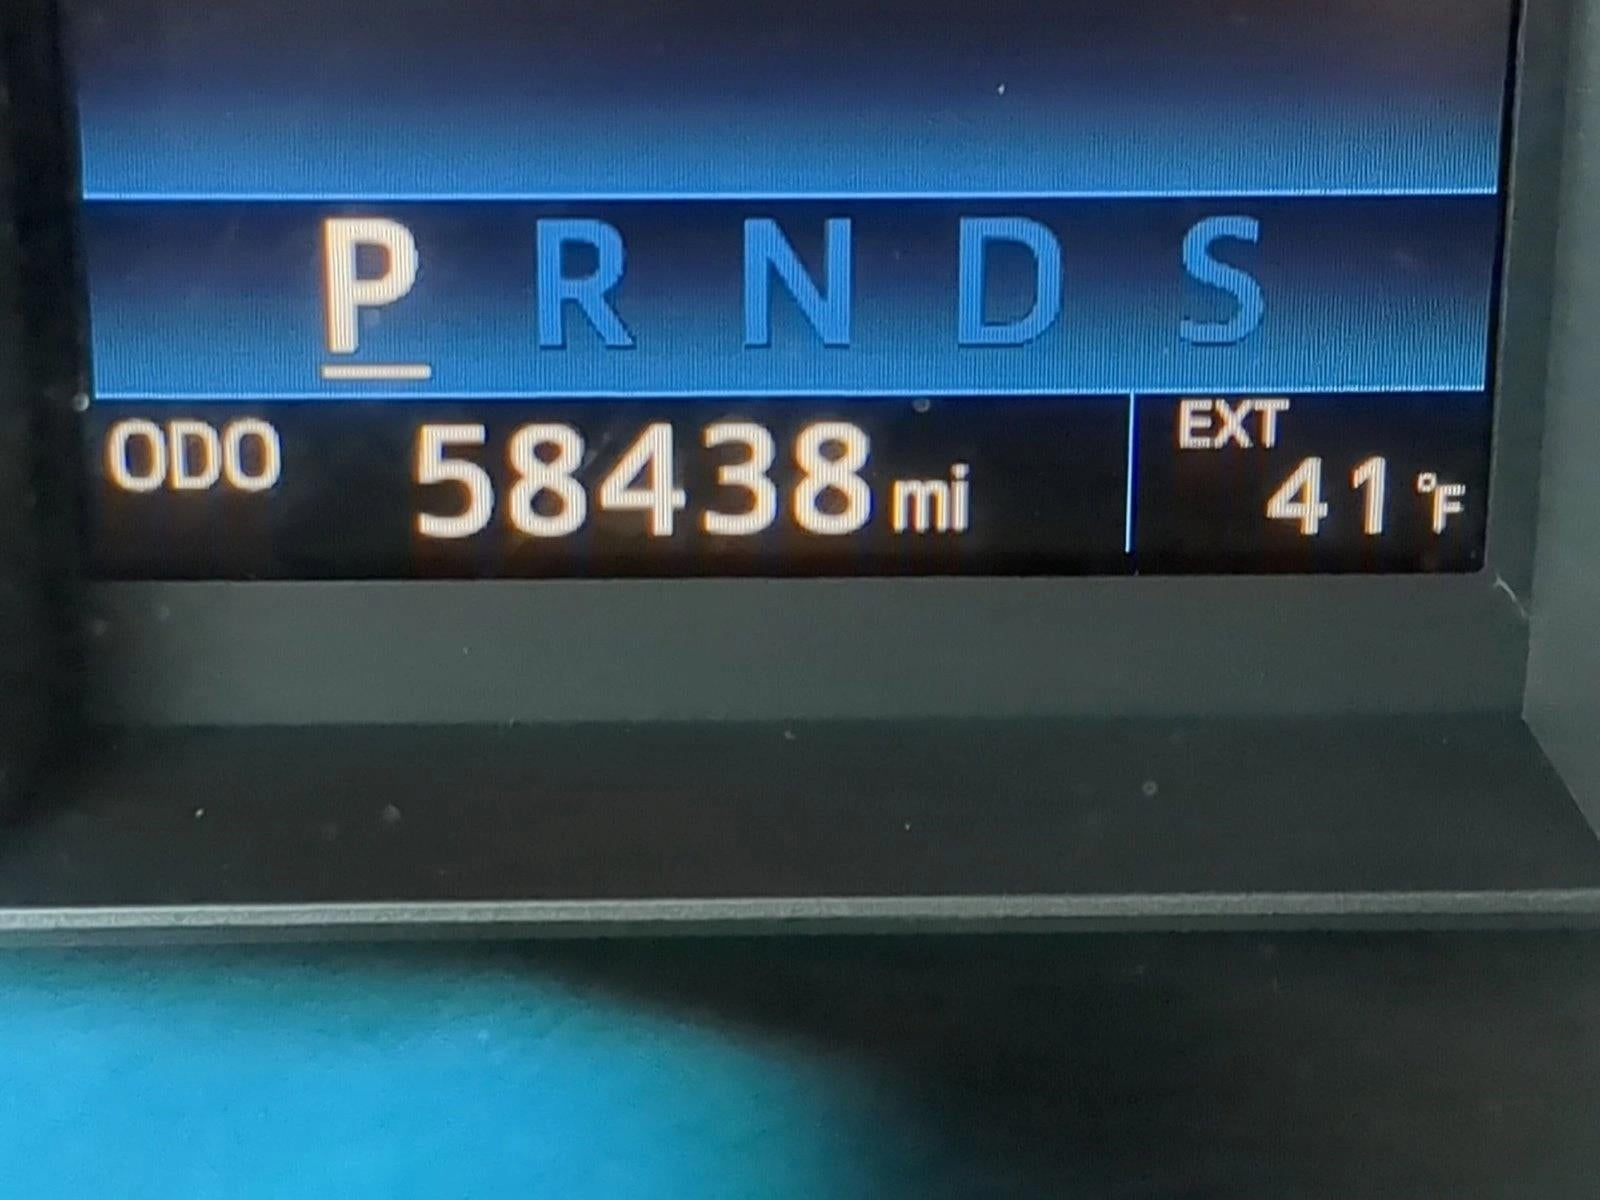 P R N D S
ODO 58438 mi EXT 41 °F